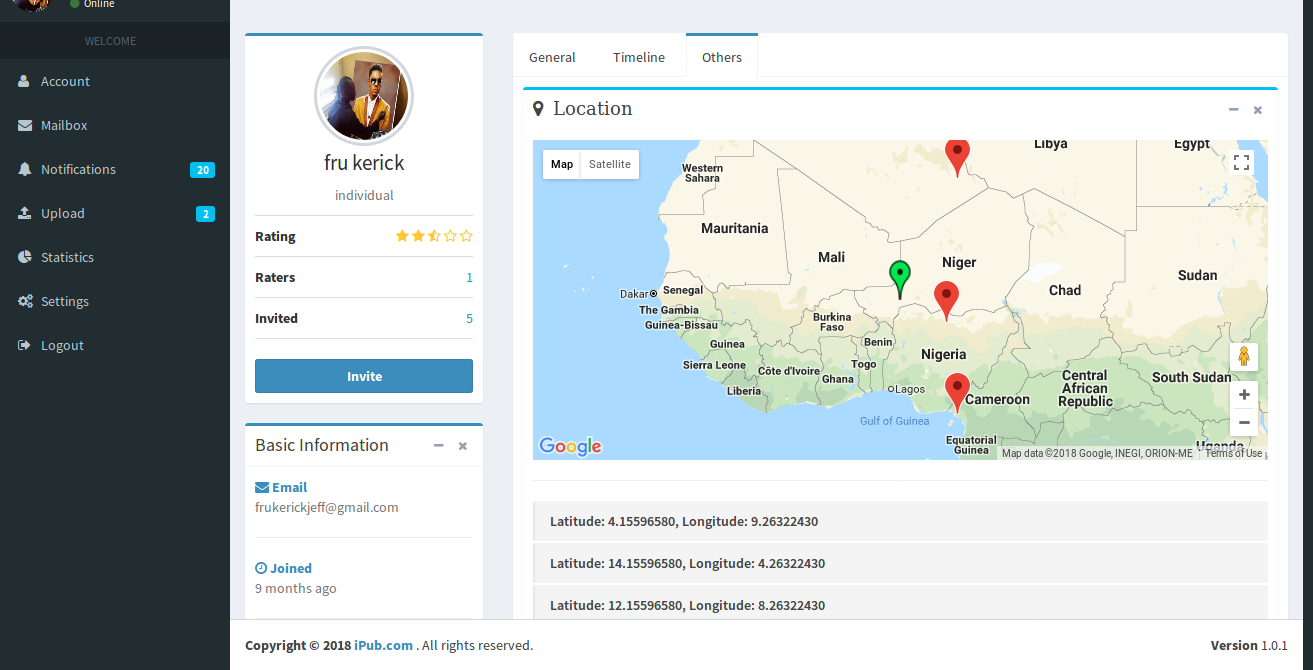 Online
WELCOME
Account
Mailbox
Notifications 20
Upload 2
Statistics
Settings
Logout
fru kerick
individual
Rating
Raters 1
Invited 5
Invite
Basic Information
Email
frukerickjeff@gmail.com
Joined
9 months ago
General Timeline Others
Location
Map Satellite
Libya
Egypt
Western
Sahara
Mauritania
Mali
Niger
Sudan
Chad
Dakar
Senegal
The Gambia
Guinea-Bissau
Burkina
Faso
Guinea
Benin
Nigeria
Sierra Leone
Côte d'Ivoire
Togo
Ghana
Liberia
Lagos
Central
African
Republic
South Sudan
Cameroon
Gulf of Guinea
Equatorial
Guinea
Uganda
Google
Map data ©2018 Google, INEGI, ORION-ME
Terms of Use
Latitude: 4.15596580, Longitude: 9.26322430
Latitude: 14.15596580, Longitude: 4.26322430
Latitude: 12.15596580, Longitude: 8.26322430
Copyright © 2018 iPub.com . All rights reserved.
Version 1.0.1